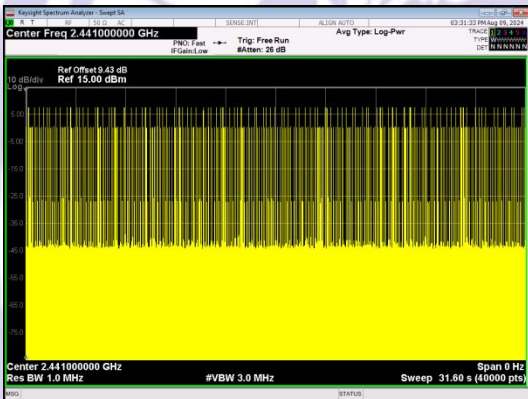 Keysight Spectrum Analyzer - Swept SA
R T RF 50 Ω AC SENSE:INT ALIGN AUTO 03:31:33 PM Aug 09, 2024
Center Freq 2.441000000 GHz
PNO: Fast
IFGain:Low
Trig: Free Run
#Atten: 26 dB
Avg Type: Log-Pwr
TRACE 1 2 3 4 5
TYPE
DET N N N N N N
Ref Offset 9.43 dB
10 dB/div Ref 15.00 dBm
Log
5.00
-5.00
-15.0
-25.0
-35.0
-45.0
-55.0
-65.0
-75.0
Center 2.441000000 GHz Span 0 Hz
Res BW 1.0 MHz #VBW 3.0 MHz Sweep 31.60 s (40000 pts)
MSG STATUS